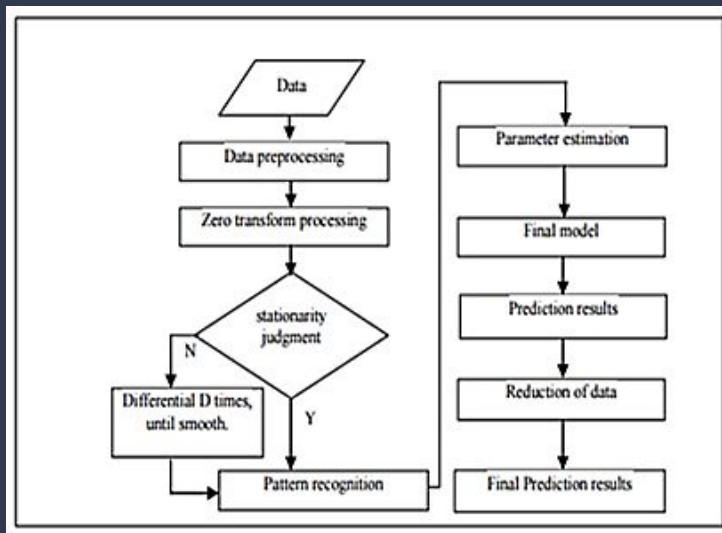 Data
Data preprocessing
Zero transform processing
stationarity
judgment
N
Differential D times,
until smooth.
Y
Pattern recognition
Parameter estimation
Final model
Prediction results
Reduction of data
Final Prediction results